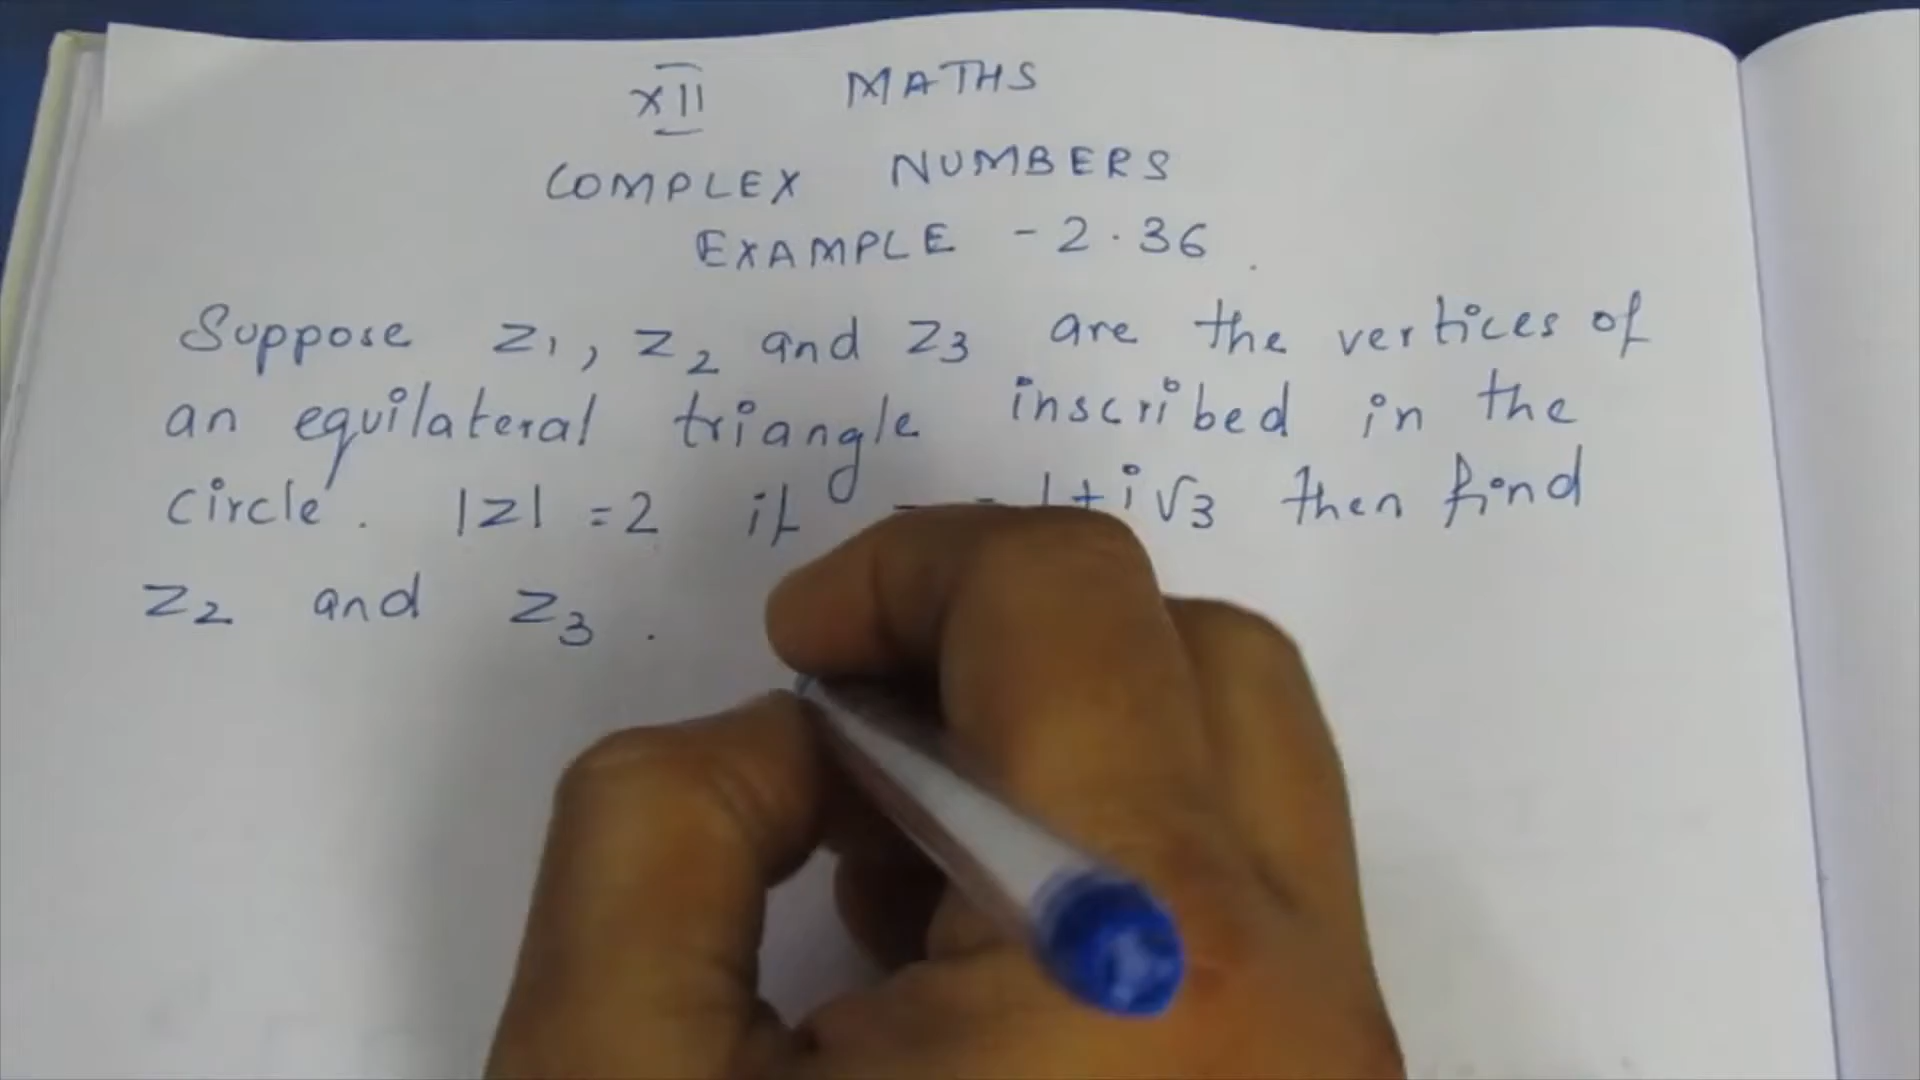 XII MATHS
COMPLEX NUMBERS
EXAMPLE - 2.36
Suppose z1, z2 and z3 are the vertices of
an equilateral triangle inscribed in the
circle. |z| = 2 if 1+i√3 then find
z2 and z3.